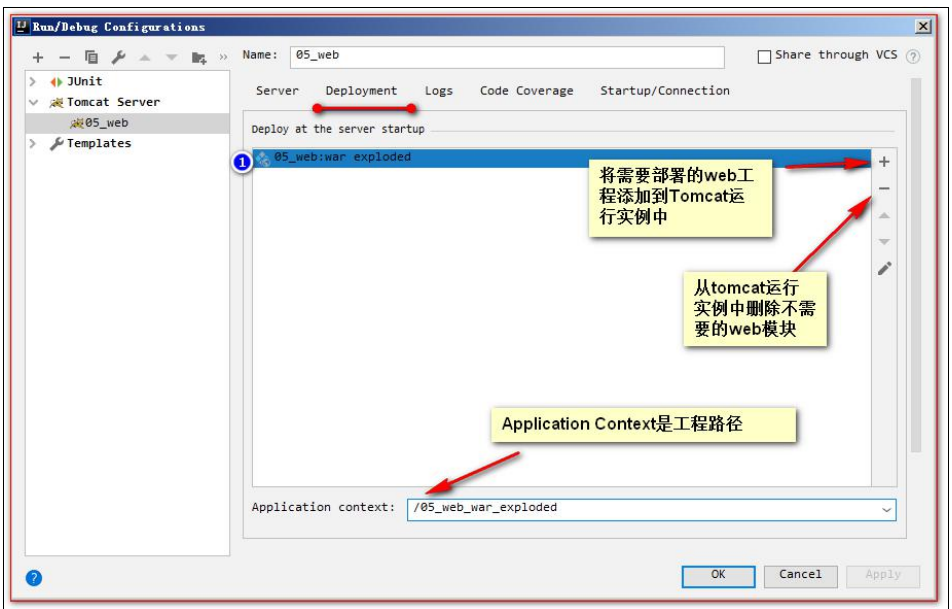 Run/Debug Configurations
Name: 05_web
Share through VCS
JUnit
Tomcat Server
05_web
Templates
Server Deployment Logs Code Coverage Startup/Connection
Deploy at the server startup
1 05_web:war exploded
将需要部署的web工
程添加到Tomcat运
行实例中
从tomcat运行
实例中删除不需
要的web模块
Application Context是工程路径
Application context: /05_web_war_exploded
OK Cancel Apply